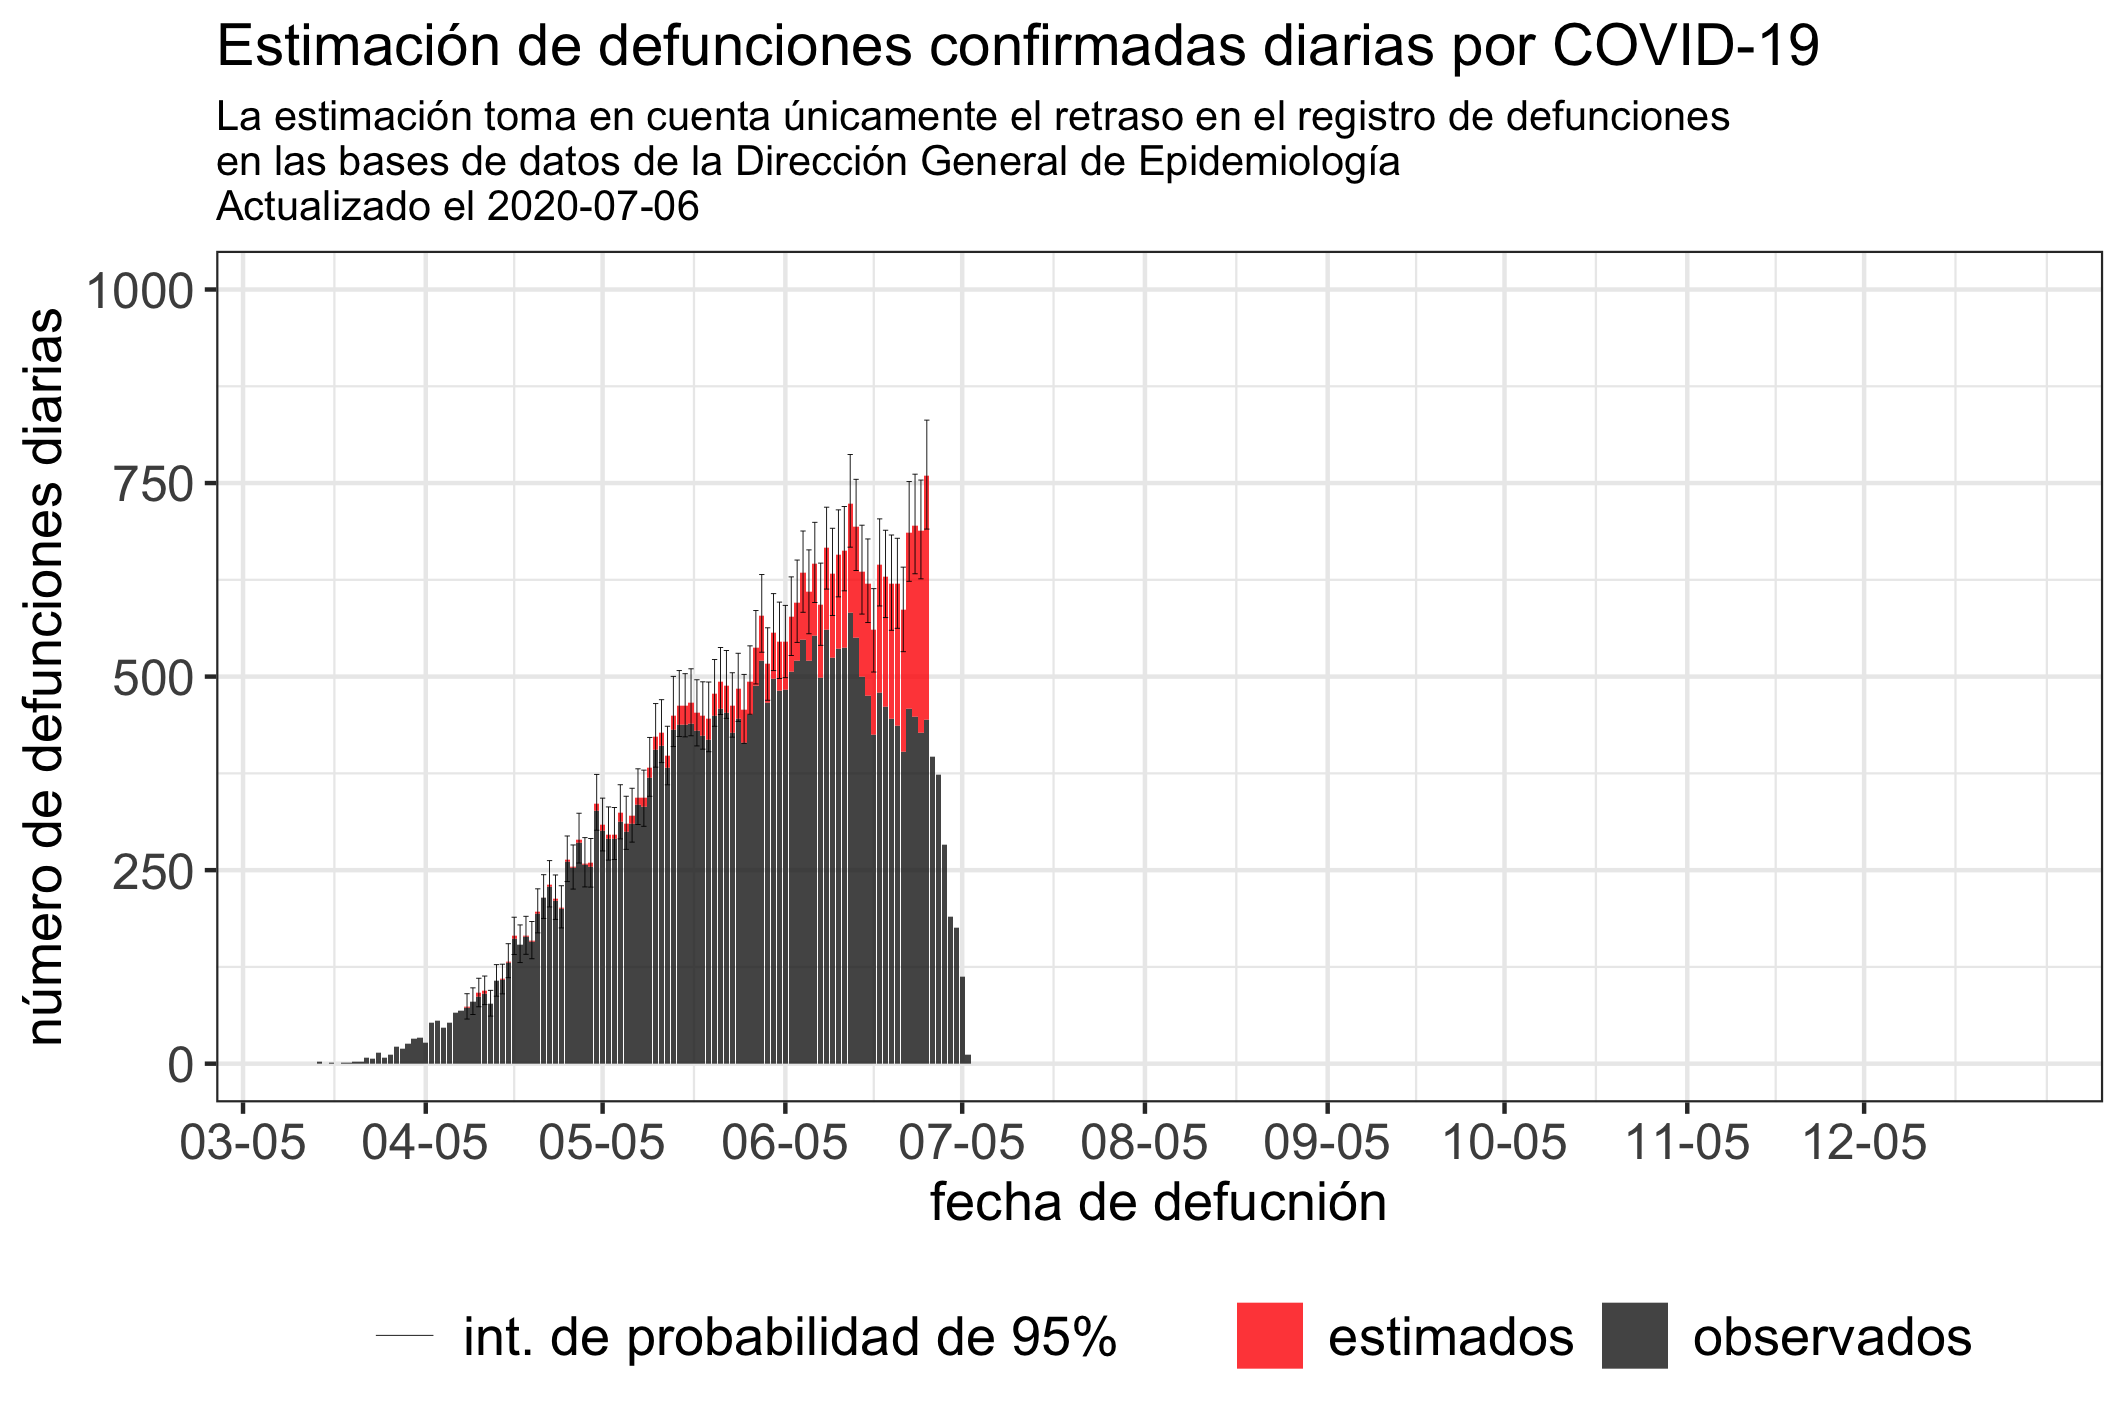 Estimación de defunciones confirmadas diarias por COVID-19
La estimación toma en cuenta únicamente el retraso en el registro de defunciones
en las bases de datos de la Dirección General de Epidemiología
Actualizado el 2020-07-06
número de defunciones diarias
1000
750
500
250
0
03-05 04-05 05-05 06-05 07-05 08-05 09-05 10-05 11-05 12-05
fecha de defucnión
int. de probabilidad de 95% estimados observados